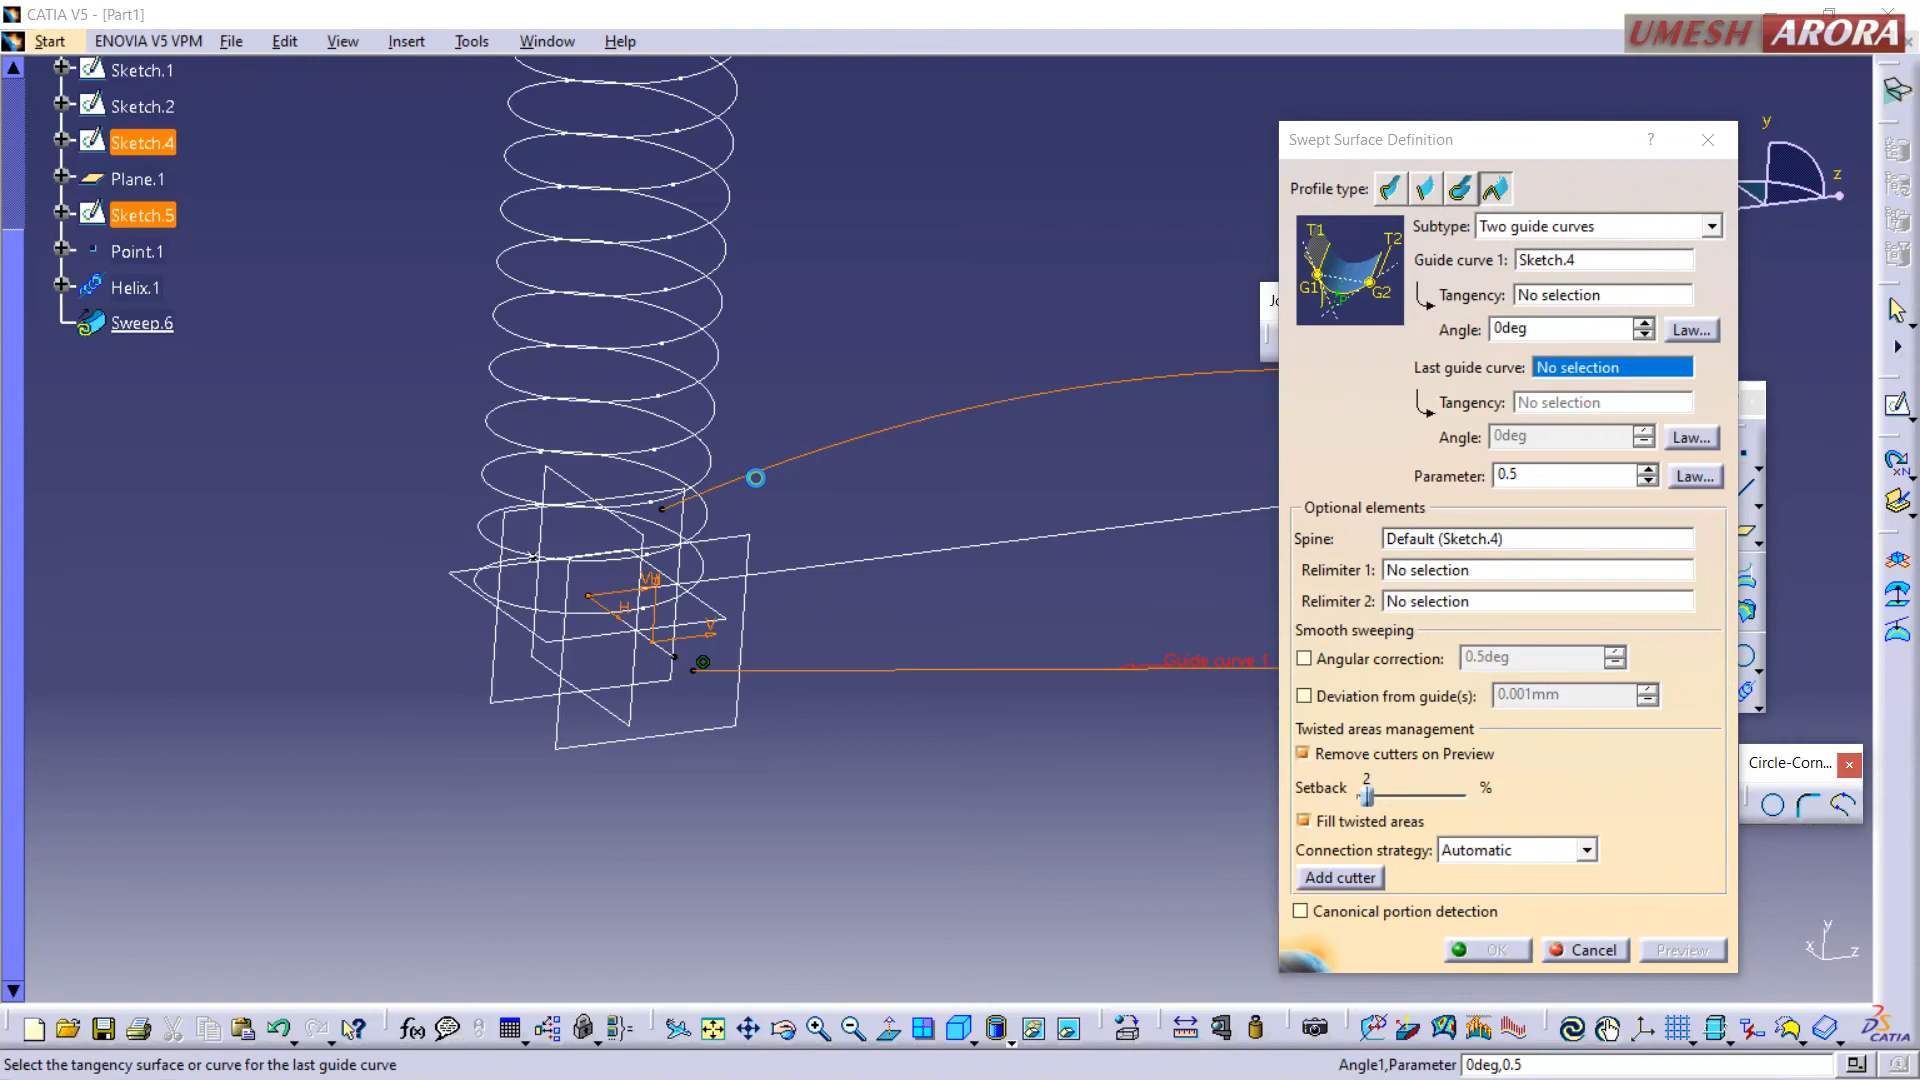 CATIA V5 - [Part1]
UMESH ARORA
Start ENOVIA V5 VPM File Edit View Insert Tools Window Help
Sketch.1
Sketch.2
Sketch.4
Plane.1
Sketch.5
Point.1
Helix.1
Sweep.6
y
z
V
H
V
Guide curve 1
Swept Surface Definition ?
Profile type:
T1
T2
G1
G2
Subtype: Two guide curves
Guide curve 1: Sketch.4
Tangency: No selection
Angle: 0deg Law...
Last guide curve: No selection
Tangency: No selection
Angle: 0deg Law...
Parameter: 0.5 Law...
Optional elements
Spine: Default (Sketch.4)
Relimiter 1: No selection
Relimiter 2: No selection
Smooth sweeping
Angular correction: 0.5deg
Deviation from guide(s): 0.001mm
Twisted areas management
Remove cutters on Preview
Setback 2 %
Fill twisted areas
Connection strategy: Automatic
Add cutter
Canonical portion detection
OK Cancel Preview
Circle-Corn...
y
x
z
f(x)
CATIA
Select the tangency surface or curve for the last guide curve
Angle1,Parameter 0deg,0.5